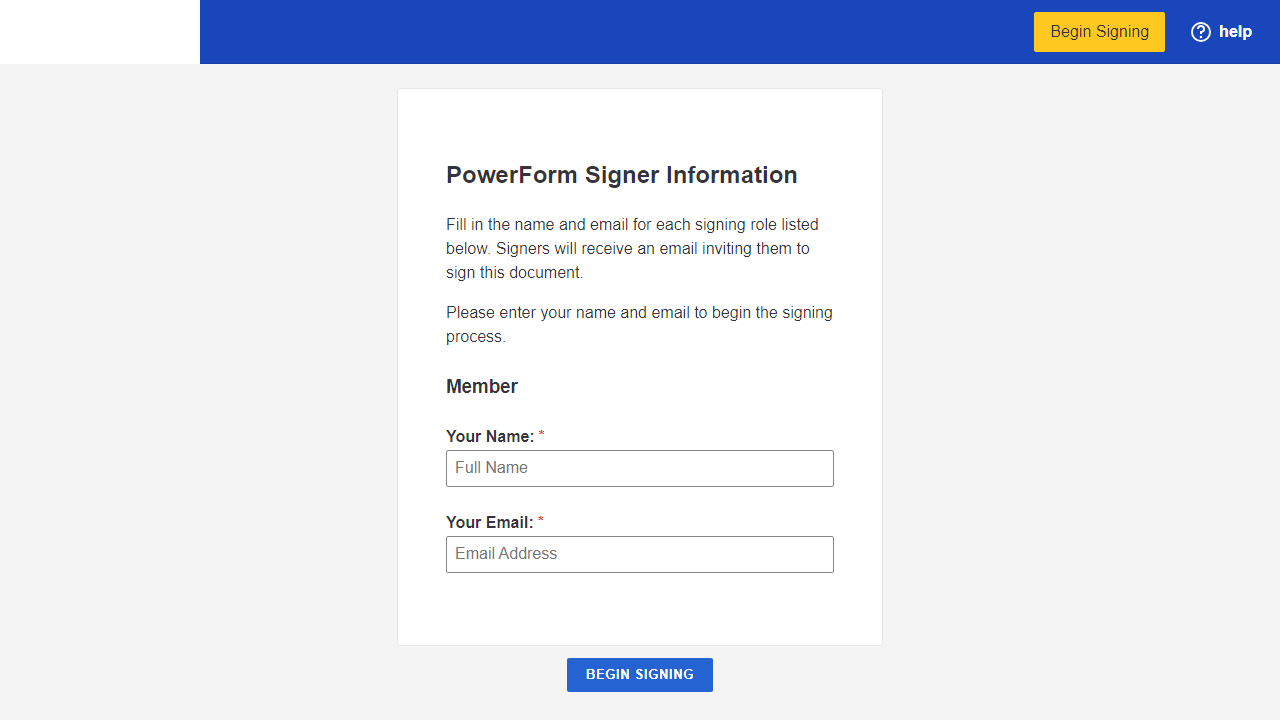 Begin Signing
help
PowerForm Signer Information
Fill in the name and email for each signing role listed
below. Signers will receive an email inviting them to
sign this document.
Please enter your name and email to begin the signing
process.
Member
Your Name: *
Full Name
Your Email: *
Email Address
BEGIN SIGNING